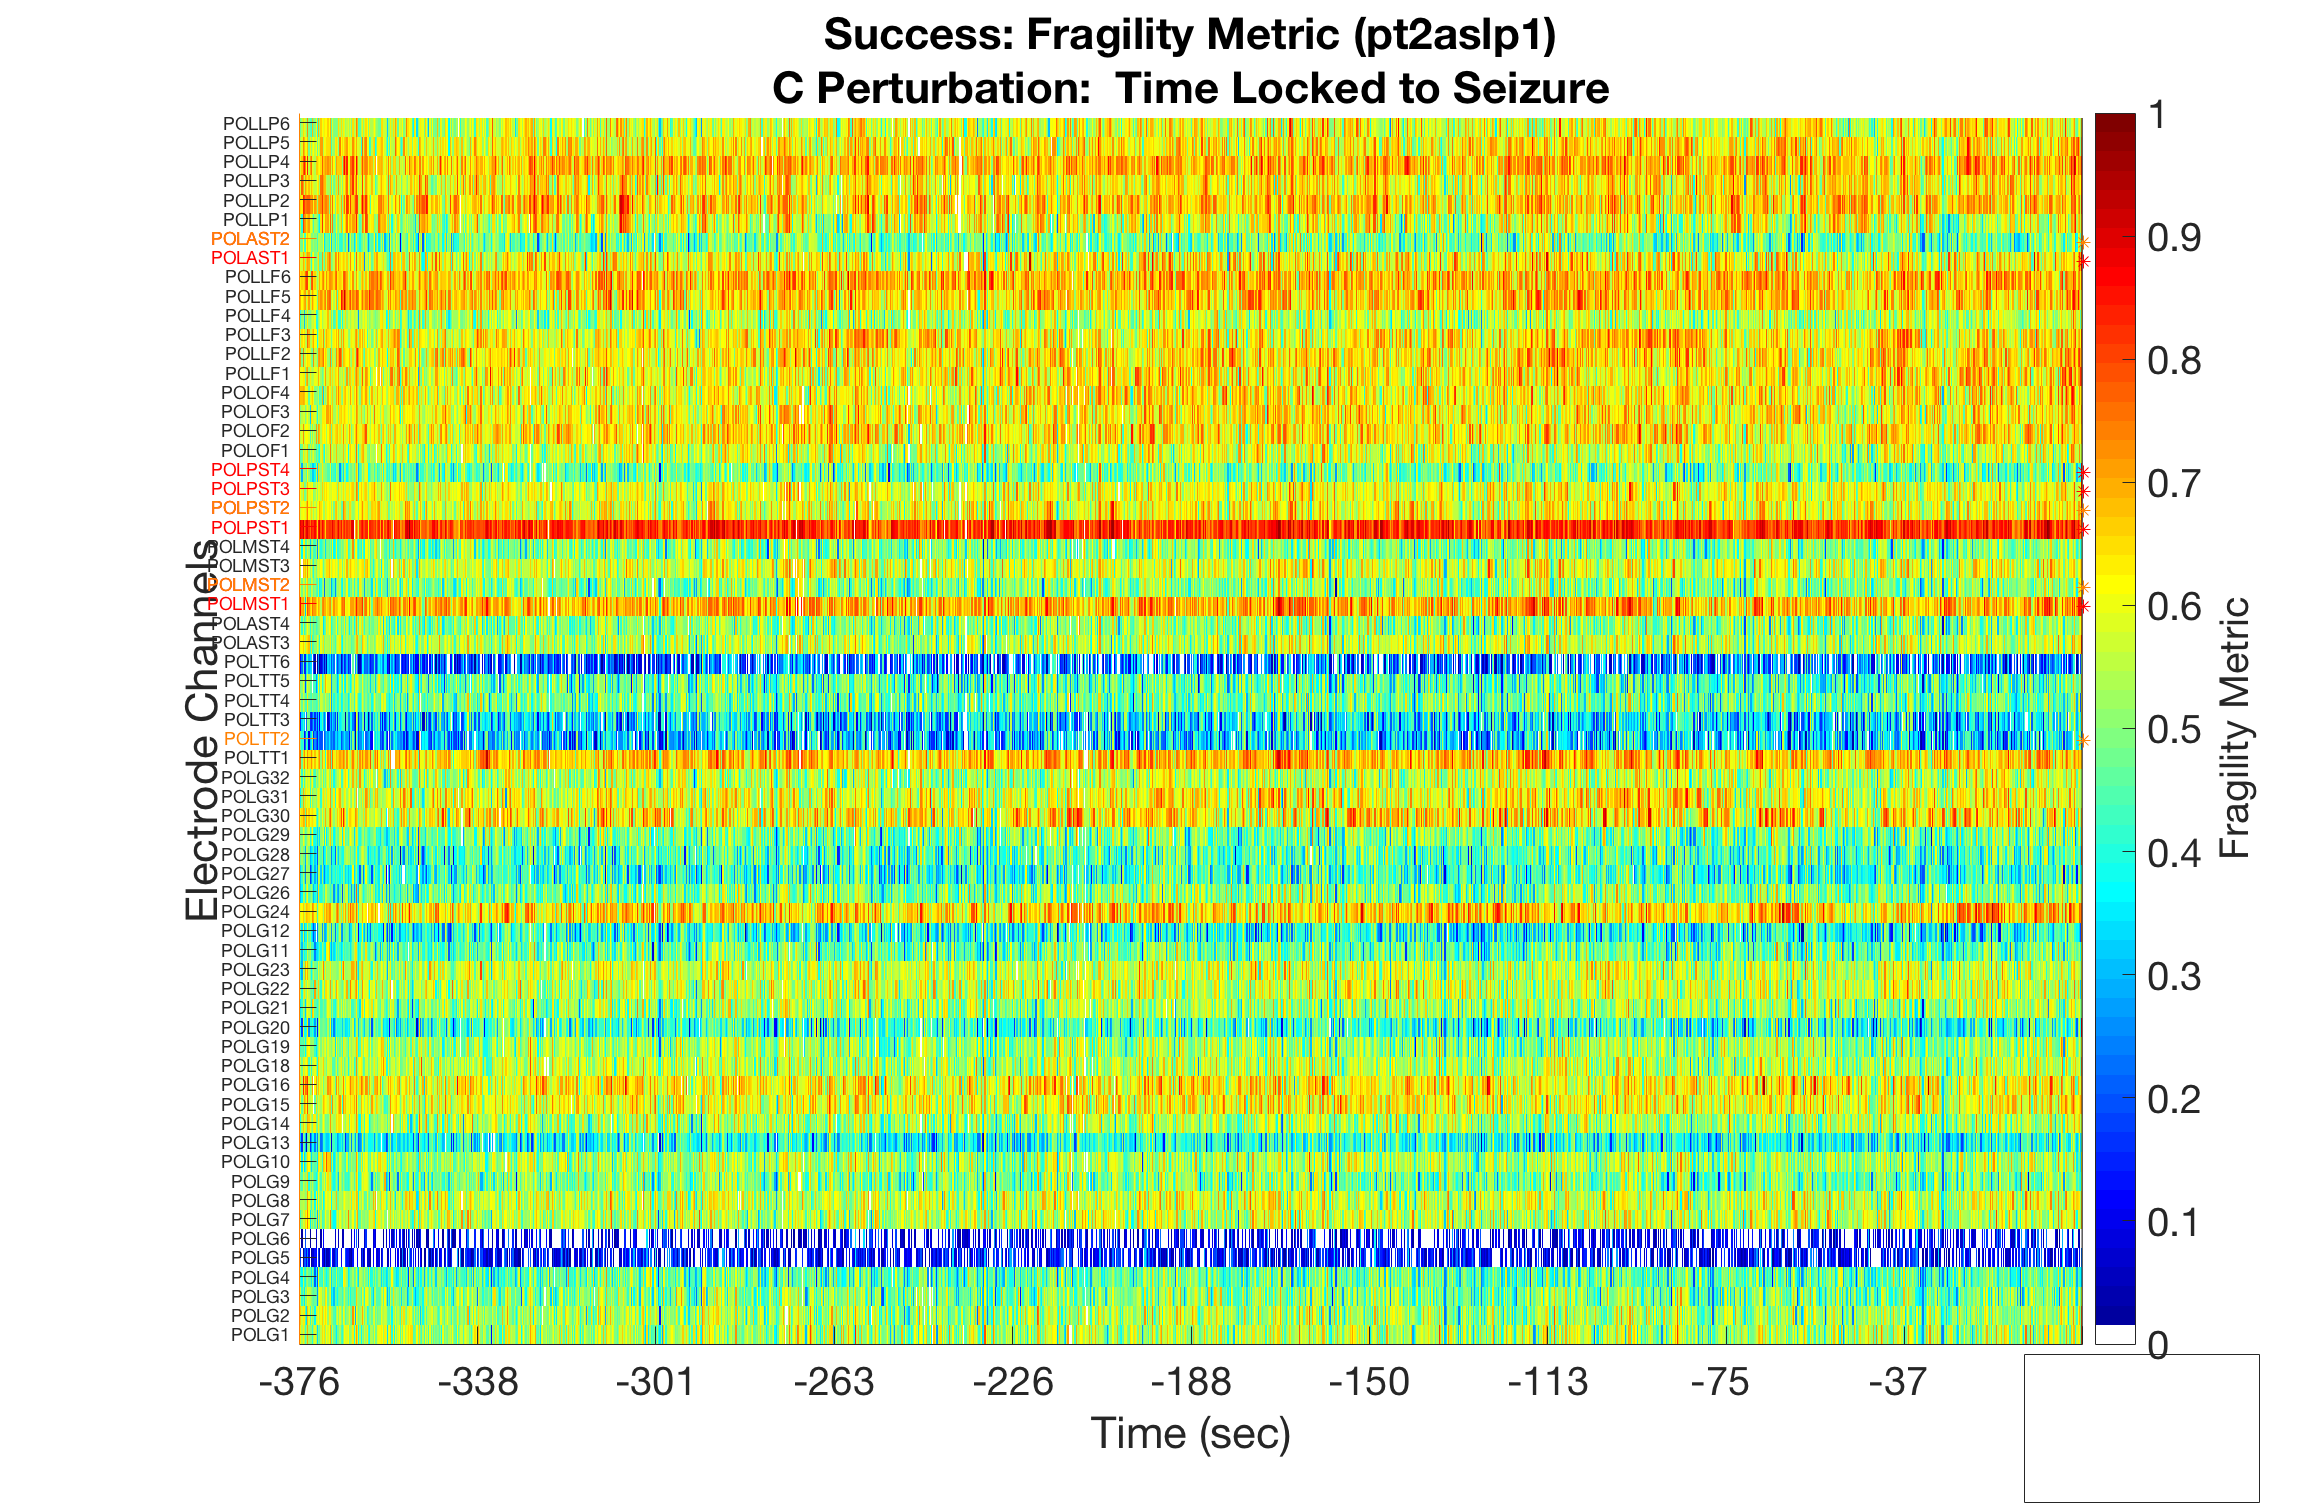 Success: Fragility Metric (pt2aslp1)
C Perturbation: Time Locked to Seizure
Electrode Channels
POLLP6
POLLP5
POLLP4
POLLP3
POLLP2
POLLP1
POLAST2
POLAST1
POLLF6
POLLF5
POLLF4
POLLF3
POLLF2
POLLF1
POLOF4
POLOF3
POLOF2
POLOF1
POLPST4
POLPST3
POLPST2
POLPST1
POLMST4
POLMST3
POLMST2
POLMST1
POLAST4
POLAST3
POLTT6
POLTT5
POLTT4
POLTT3
POLTT2
POLTT1
POLG32
POLG31
POLG30
POLG29
POLG28
POLG27
POLG26
POLG24
POLG12
POLG11
POLG23
POLG22
POLG21
POLG20
POLG19
POLG18
POLG16
POLG15
POLG14
POLG13
POLG10
POLG9
POLG8
POLG7
POLG6
POLG5
POLG4
POLG3
POLG2
POLG1
-376 -338 -301 -263 -226 -188 -150 -113 -75 -37
Time (sec)
1
0.9
0.8
0.7
0.6
0.5
0.4
0.3
0.2
0.1
0
Fragility Metric